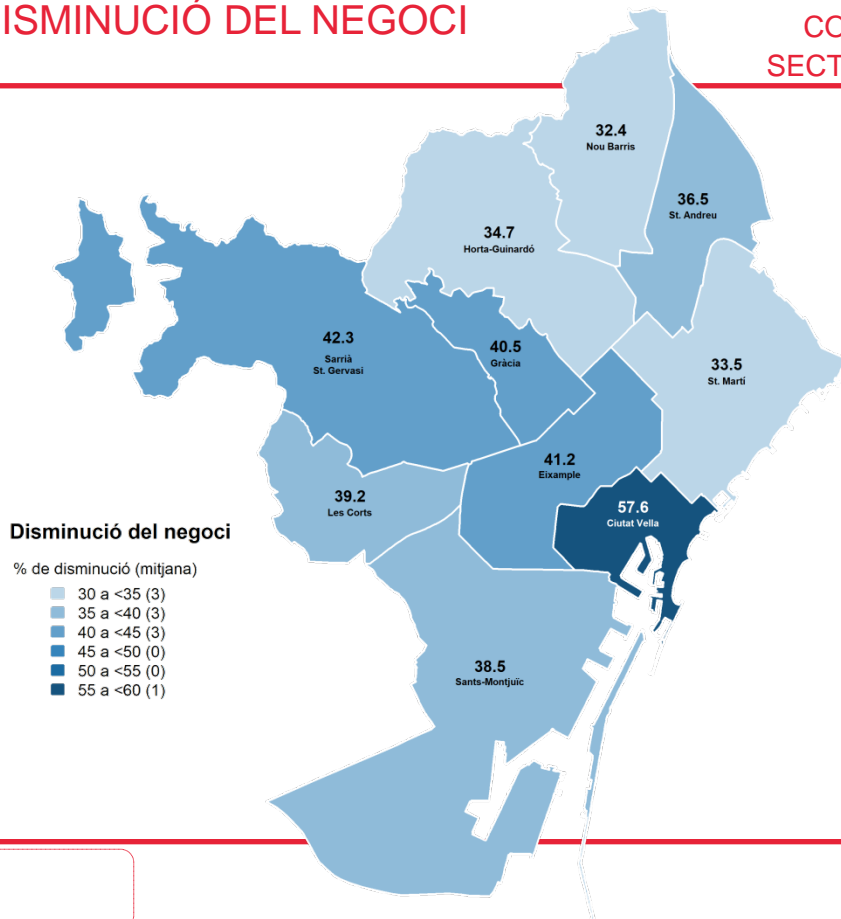 ISMINUCIÓ DEL NEGOCI
CO
SECT
32.4
Nou Barris
36.5
St. Andreu
34.7
Horta-Guinardó
42.3
Sarrià
St. Gervasi
40.5
Gràcia
33.5
St. Martí
41.2
Eixample
39.2
Les Corts
57.6
Ciutat Vella
38.5
Sants-Montjuïc
Disminució del negoci
% de disminució (mitjana)
30 a <35 (3)
35 a <40 (3)
40 a <45 (3)
45 a <50 (0)
50 a <55 (0)
55 a <60 (1)